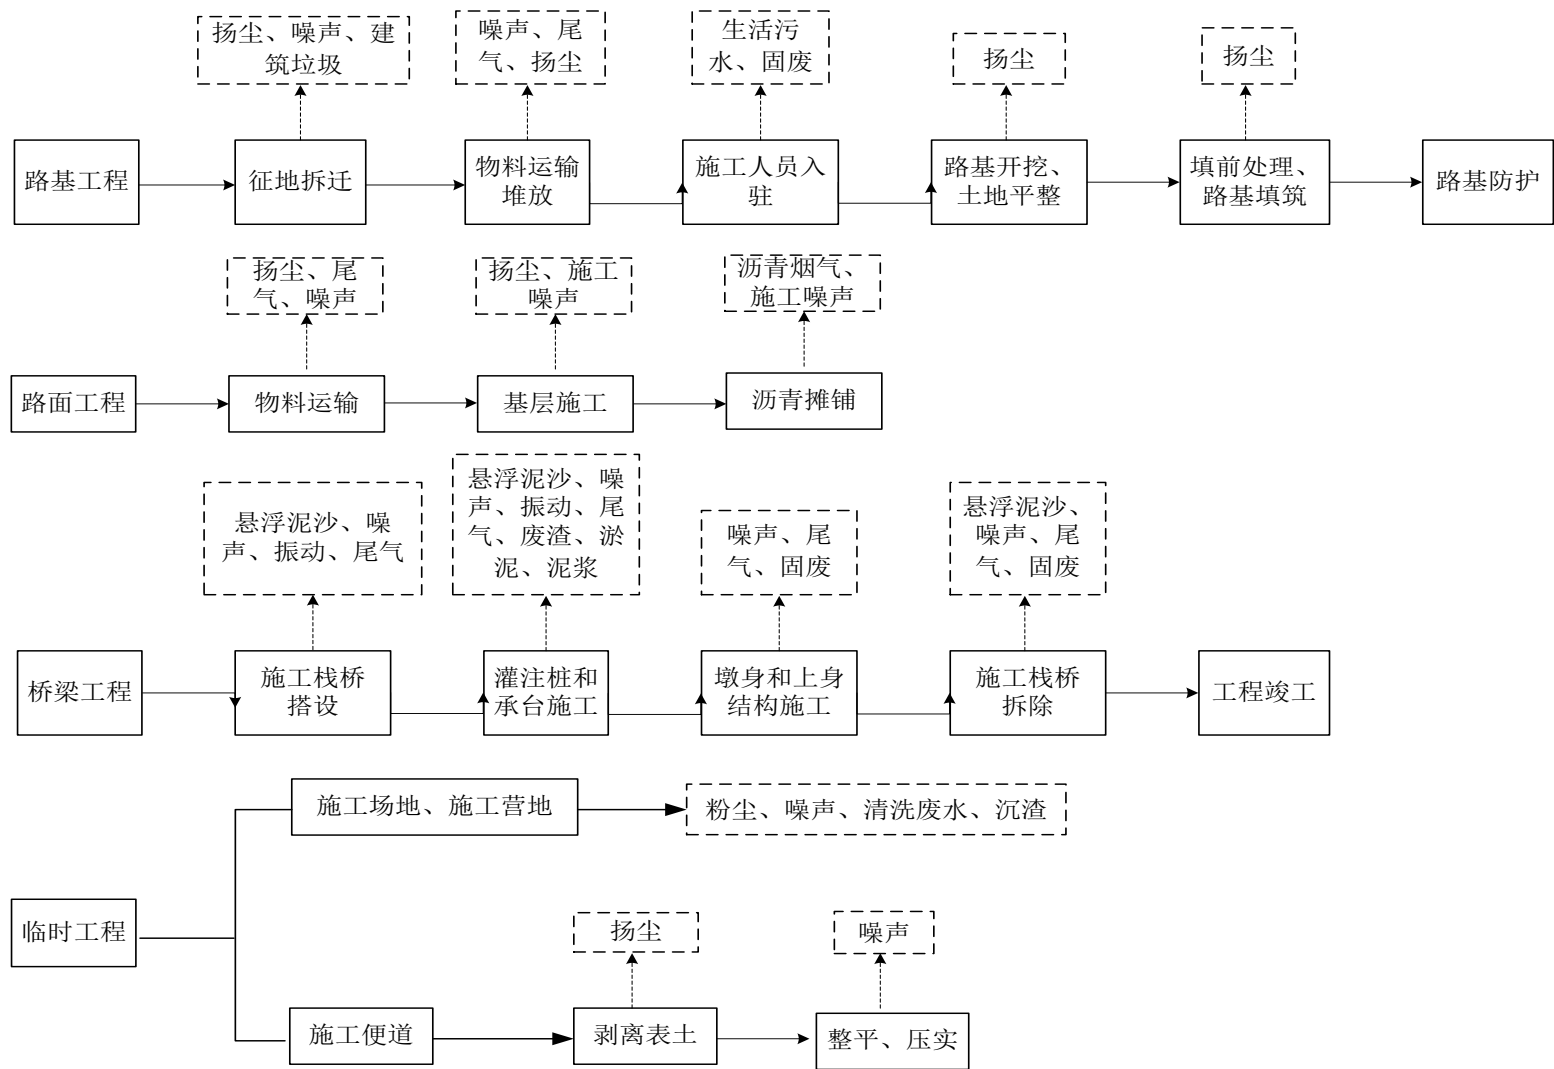 扬尘、噪声、建
筑垃圾
噪声、尾
气、扬尘
生活污
水、固废
扬尘
扬尘
路基工程
征地拆迁
物料运输
堆放
施工人员入
驻
路基开挖、
土地平整
填前处理、
路基填筑
路基防护
扬尘、尾
气、噪声
扬尘、施工
噪声
沥青烟气、
施工噪声
路面工程
物料运输
基层施工
沥青摊铺
悬浮泥沙、噪
声、振动、尾气
悬浮泥沙、噪
声、振动、尾
气、废渣、淤
泥、泥浆
噪声、尾
气、固废
悬浮泥沙、
噪声、尾
气、固废
桥梁工程
施工栈桥
搭设
灌注桩和
承台施工
墩身和上身
结构施工
施工栈桥
拆除
工程竣工
施工场地、施工营地
粉尘、噪声、清洗废水、沉渣
临时工程
扬尘
噪声
施工便道
剥离表土
整平、压实